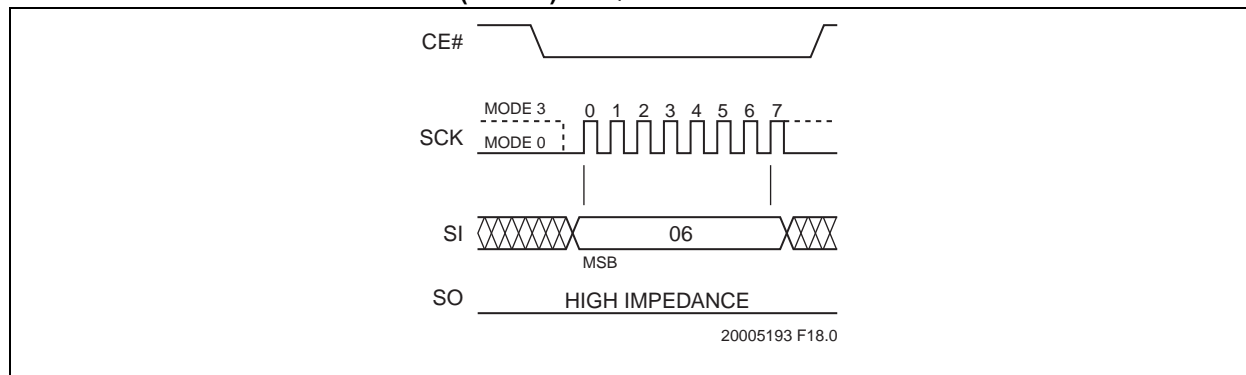 CE#
MODE 3
0 1 2 3 4 5 6 7
SCK
MODE 0
SI
06
MSB
SO
HIGH IMPEDANCE
20005193 F18.0